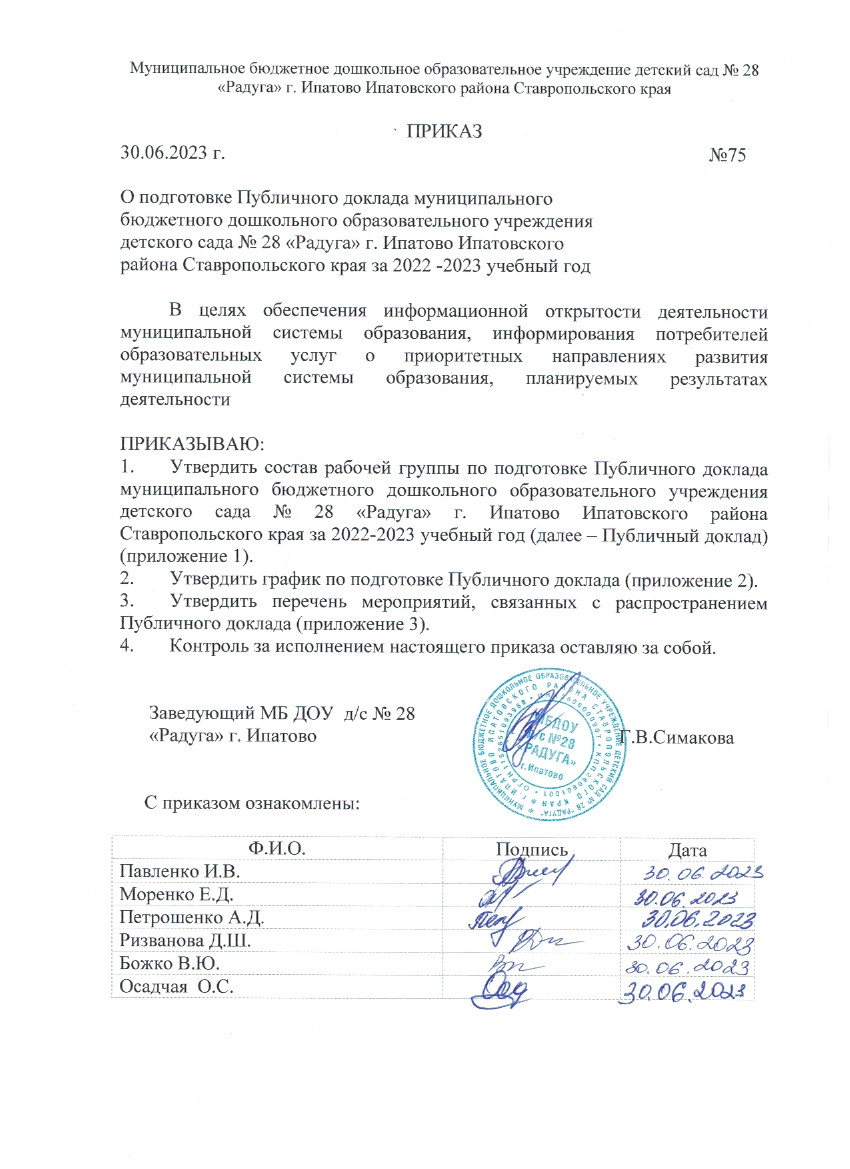 Муниципальное бюджетное дошкольное образовательное учреждение детский сад № 28
«Радуга» г. Ипатово Ипатовского района Ставропольского края
ПРИКАЗ
30.06.2023 г. №75
О подготовке Публичного доклада муниципального
бюджетного дошкольного образовательного учреждения
детского сада № 28 «Радуга» г. Ипатово Ипатовского
района Ставропольского края за 2022 -2023 учебный год
В целях обеспечения информационной открытости деятельности
муниципальной системы образования, информирования потребителей
образовательных услуг о приоритетных направлениях развития
муниципальной системы образования, планируемых результатах
деятельности
ПРИКАЗЫВАЮ:
1. Утвердить состав рабочей группы по подготовке Публичного доклада
муниципального бюджетного дошкольного образовательного учреждения
детского сада № 28 «Радуга» г. Ипатово Ипатовского района
Ставропольского края за 2022-2023 учебный год (далее – Публичный доклад)
(приложение 1).
2. Утвердить график по подготовке Публичного доклада (приложение 2).
3. Утвердить перечень мероприятий, связанных с распространением
Публичного доклада (приложение 3).
4. Контроль за исполнением настоящего приказа оставляю за собой.
Заведующий МБ ДОУ д/с № 28
«Радуга» г. Ипатово Г.В.Симакова
МБДОУ
д/с №28
«РАДУГА»
г.Ипатово
С приказом ознакомлены:
Ф.И.О. Подпись Дата
Павленко И.В. 30.06.2023
Моренко Е.Д. 30.06.2023
Петрошенко А.Д. 30.06.2023
Ризванова Д.Ш. 30.06.2023
Божко В.Ю. 30.06.2023
Осадчая О.С. 30.06.2023